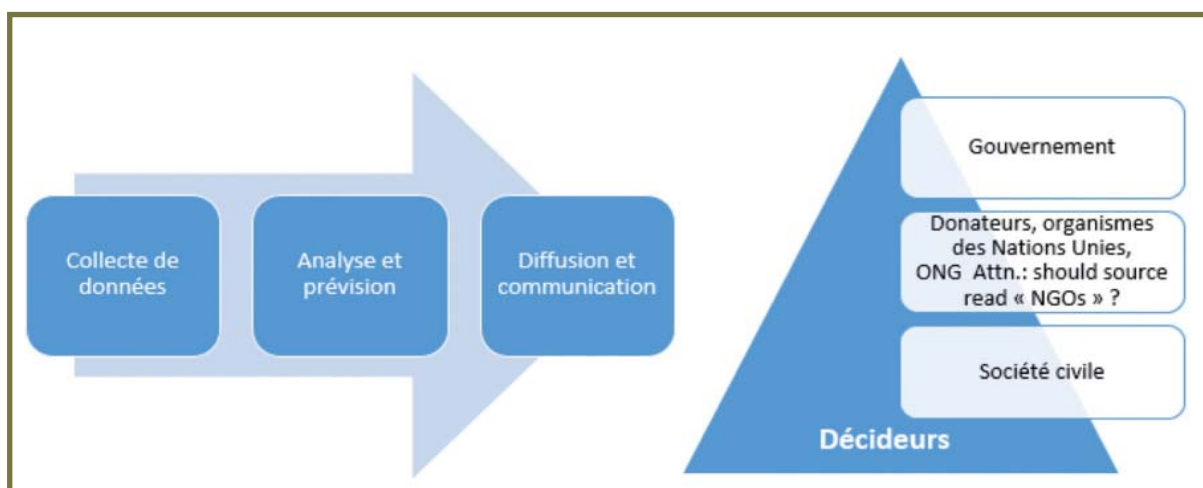 Collecte de
données
Analyse et
prévision
Diffusion et
communication
Gouvernement
Donateurs, organismes
des Nations Unies,
ONG Attn.: should source
read « NGOs » ?
Société civile
Décideurs